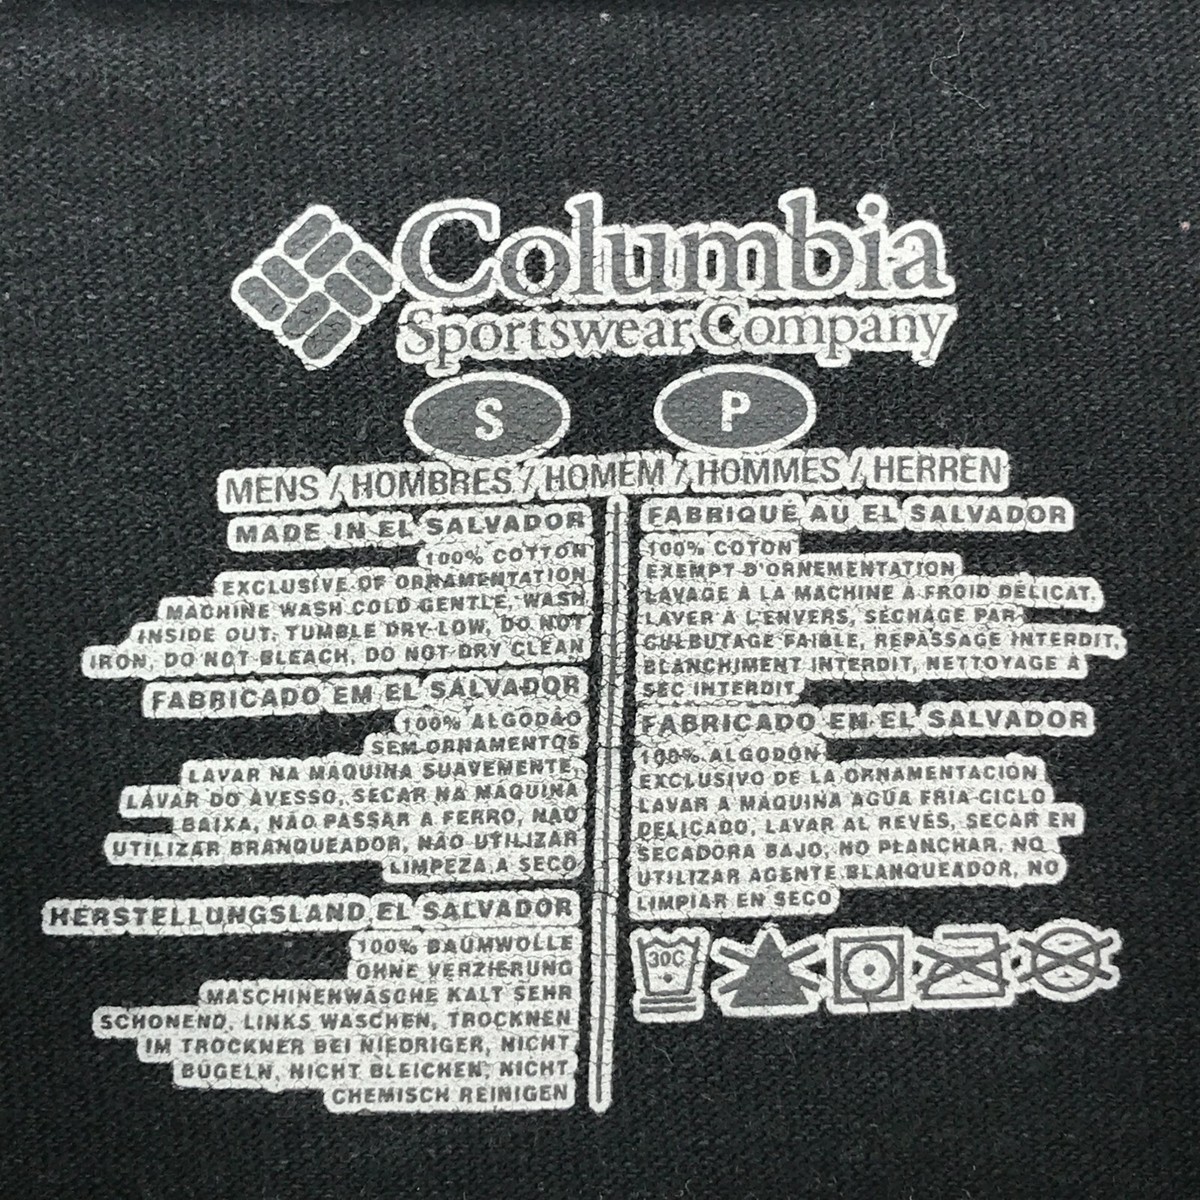 Columbia
Sportswear Company
S P
MENS / HOMBRES / HOMEM / HOMMES / HERREN
MADE IN EL SALVADOR
100% COTTON
EXCLUSIVE OF ORNAMENTATION
MACHINE WASH COLD GENTLE, WASH
INSIDE OUT, TUMBLE DRY LOW, DO NOT
IRON, DO NOT BLEACH, DO NOT DRY CLEAN
FABRICADO EM EL SALVADOR
100% ALGODÃO
SEM ORNAMENTOS
LAVAR NA MAQUINA SUAVEMENTE,
LAVAR DO AVESSO, SECAR NA MAQUINA
BAIXA, NÃO PASSAR A FERRO, NÃO
UTILIZAR BRANQUEADOR, NÃO UTILIZAR
LIMPEZA A SECO
HERSTELLUNGSLAND EL SALVADOR
100% BAUMWOLLE
OHNE VERZIERUNG
MASCHINENWÄSCHE KALT SEHR
SCHONEND, LINKS WASCHEN, TROCKNEN
IM TROCKNER BEI NIEDRIGER, NICHT
BÜGELN, NICHT BLEICHEN, NICHT
CHEMISCH REINIGEN
FABRIQUÉ AU EL SALVADOR
100% COTON
EXEMPT D'ORNEMENTATION
LAVAGE À LA MACHINE À FROID DÉLICAT,
LAVER À L'ENVERS, SÉCHAGE PAR
CULBUTAGE FAIBLE, REPASSAGE INTERDIT,
BLANCHIMENT INTERDIT, NETTOYAGE À
SEC INTERDIT
FABRICADO EN EL SALVADOR
100% ALGODÓN
EXCLUSIVO DE LA ORNAMENTACIÓN
LAVAR A MÁQUINA AGUA FRIA CICLO
DELICADO, LAVAR AL REVÉS, SECAR EN
SECADORA BAJO, NO PLANCHAR, NO
UTILIZAR AGENTE BLANQUEADOR, NO
LIMPIAR EN SECO
30C